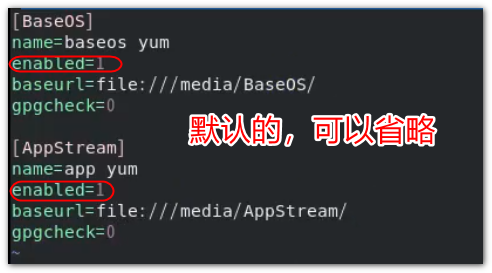 [BaseOS]
name=baseos yum
enabled=1
baseurl=file:///media/BaseOS/
gpgcheck=0
默认的，可以省略
[AppStream]
name=app yum
enabled=1
baseurl=file:///media/AppStream/
gpgcheck=0
~